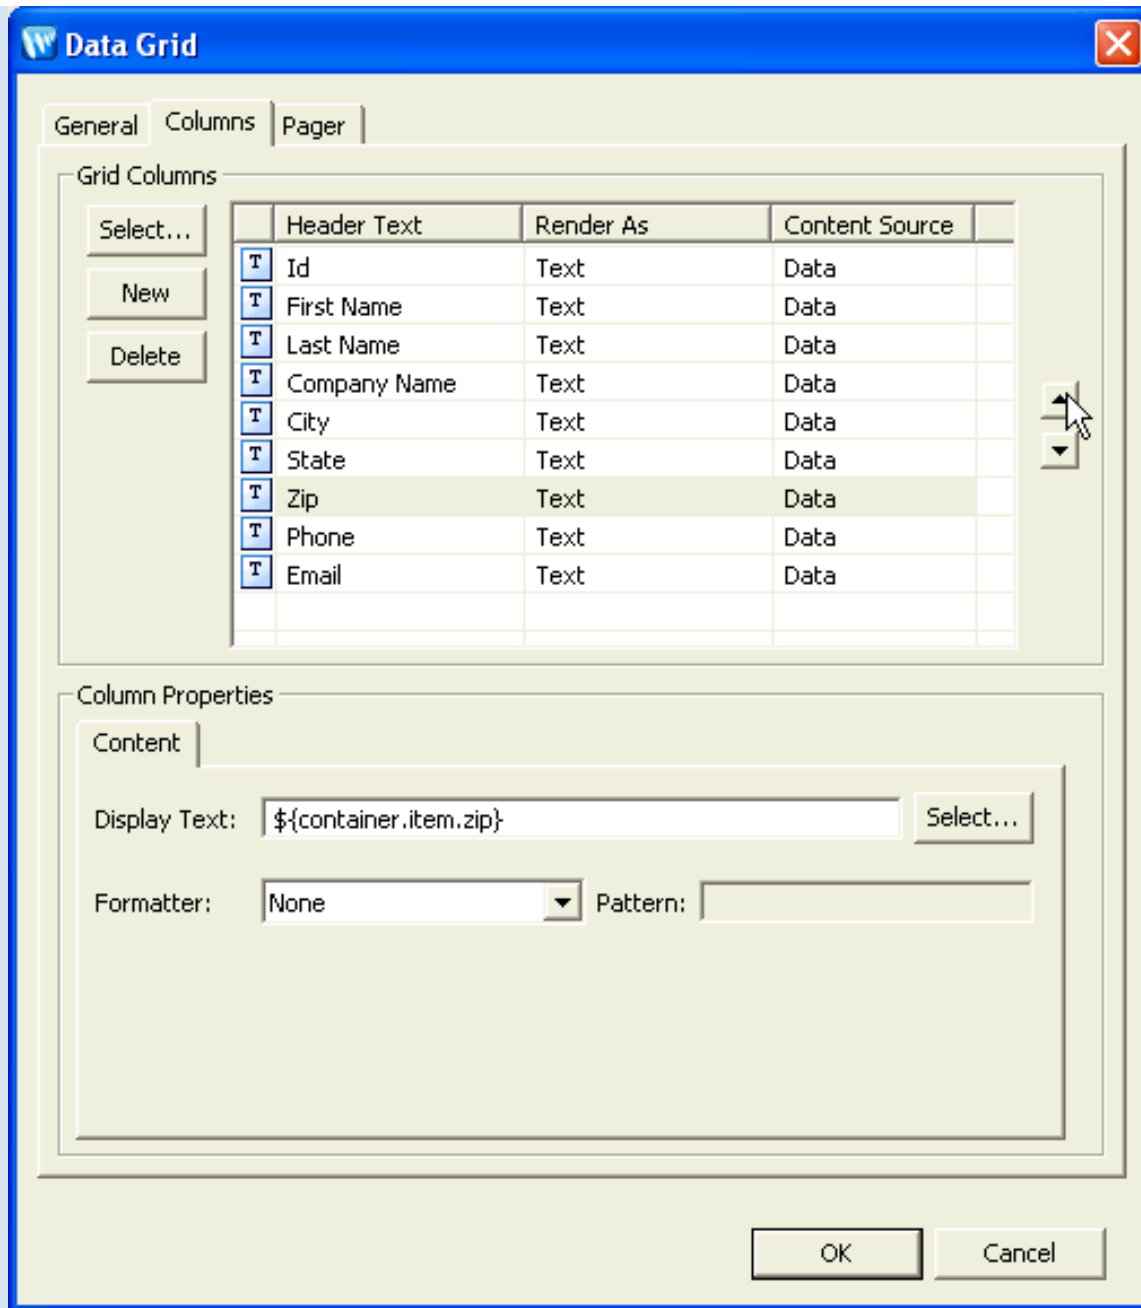 Data Grid
General Columns Pager
Grid Columns
Select...
New
Delete
Header Text Render As Content Source
T Id Text Data
T First Name Text Data
T Last Name Text Data
T Company Name Text Data
T City Text Data
T State Text Data
T Zip Text Data
T Phone Text Data
T Email Text Data
Column Properties
Content
Display Text: ${container.item.zip} Select...
Formatter: None Pattern:
OK Cancel